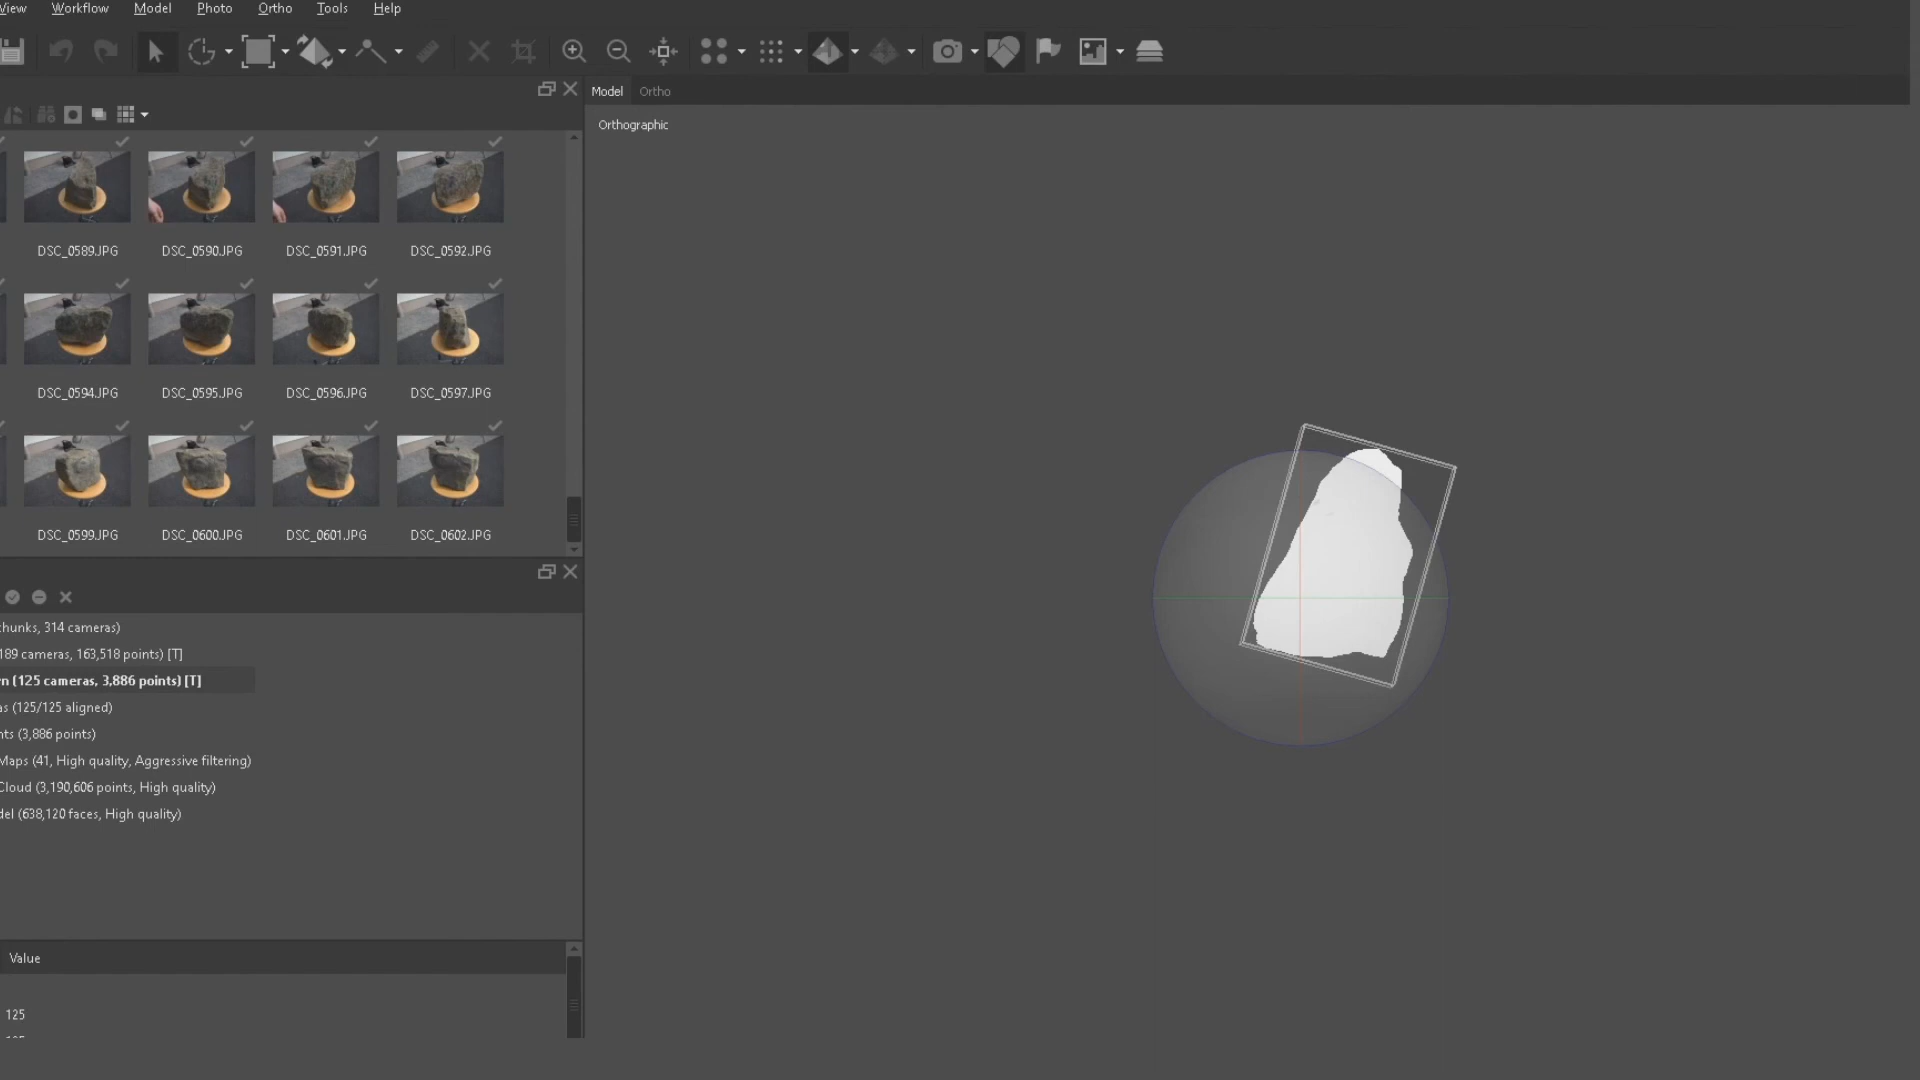 View Workflow Model Photo Ortho Tools Help
Model Ortho
Orthographic
DSC_0589.JPG DSC_0590.JPG DSC_0591.JPG DSC_0592.JPG
DSC_0594.JPG DSC_0595.JPG DSC_0596.JPG DSC_0597.JPG
DSC_0599.JPG DSC_0600.JPG DSC_0601.JPG DSC_0602.JPG
hunks, 314 cameras)
189 cameras, 163,518 points) [T]
n (125 cameras, 3,886 points) [T]
as (125/125 aligned)
nts (3,886 points)
Maps (41, High quality, Aggressive filtering)
Cloud (3,190,606 points, High quality)
del (638,120 faces, High quality)
Value
125